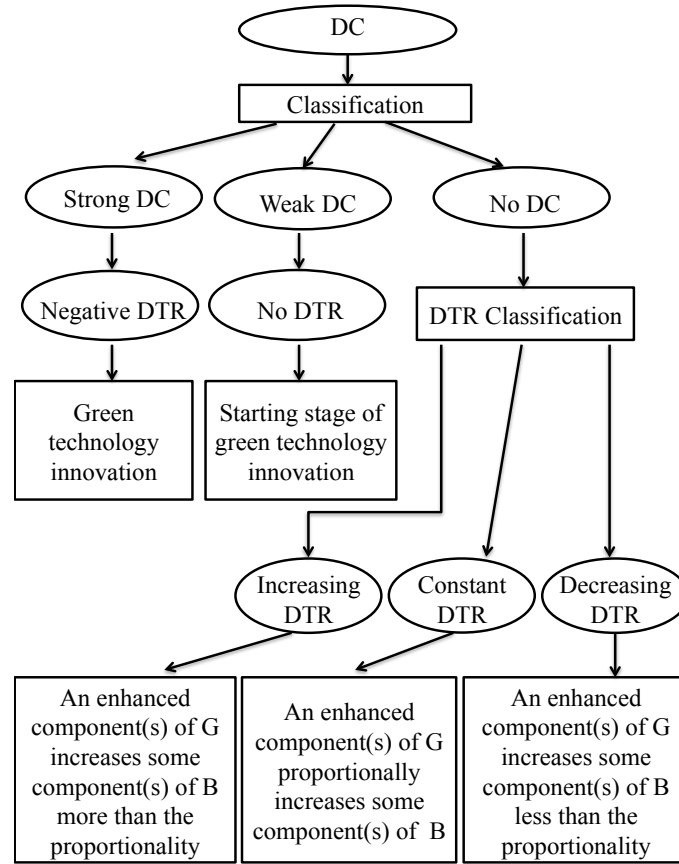 DC
Classification
Strong DC
Weak DC
No DC
Negative DTR
No DTR
DTR Classification
Green
technology
innovation
Starting stage of
green technology
innovation
Increasing
DTR
Constant
DTR
Decreasing
DTR
An enhanced
component(s) of G
increases some
component(s) of B
more than the
proportionality
An enhanced
component(s) of G
proportionally
increases some
component(s) of B
An enhanced
component(s) of G
increases some
component(s) of B
less than the
proportionality